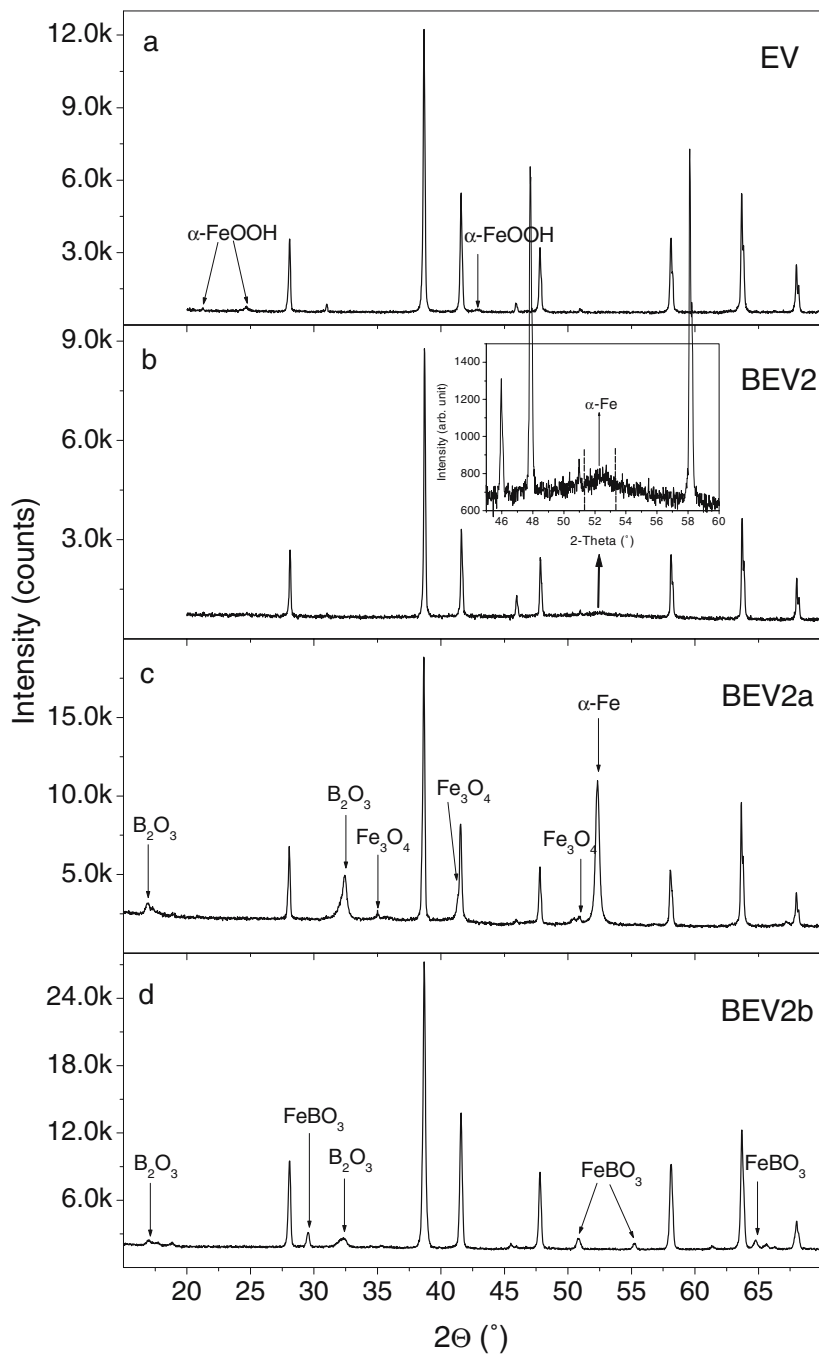 Intensity (counts)
a
EV
12.0k
9.0k
6.0k
3.0k
α-FeOOH
α-FeOOH
b
BEV2
9.0k
6.0k
3.0k
Intensity (arb. unit)
1400
1200
1000
800
600
α-Fe
46 48 50 52 54 56 58 60
2-Theta (°)
c
BEV2a
15.0k
10.0k
5.0k
B₂O₃
B₂O₃
Fe₃O₄
Fe₃O₄
Fe₃O₄
α-Fe
d
BEV2b
24.0k
18.0k
12.0k
6.0k
B₂O₃
FeBO₃
B₂O₃
FeBO₃
FeBO₃
20 25 30 35 40 45 50 55 60 65
2Θ (°)